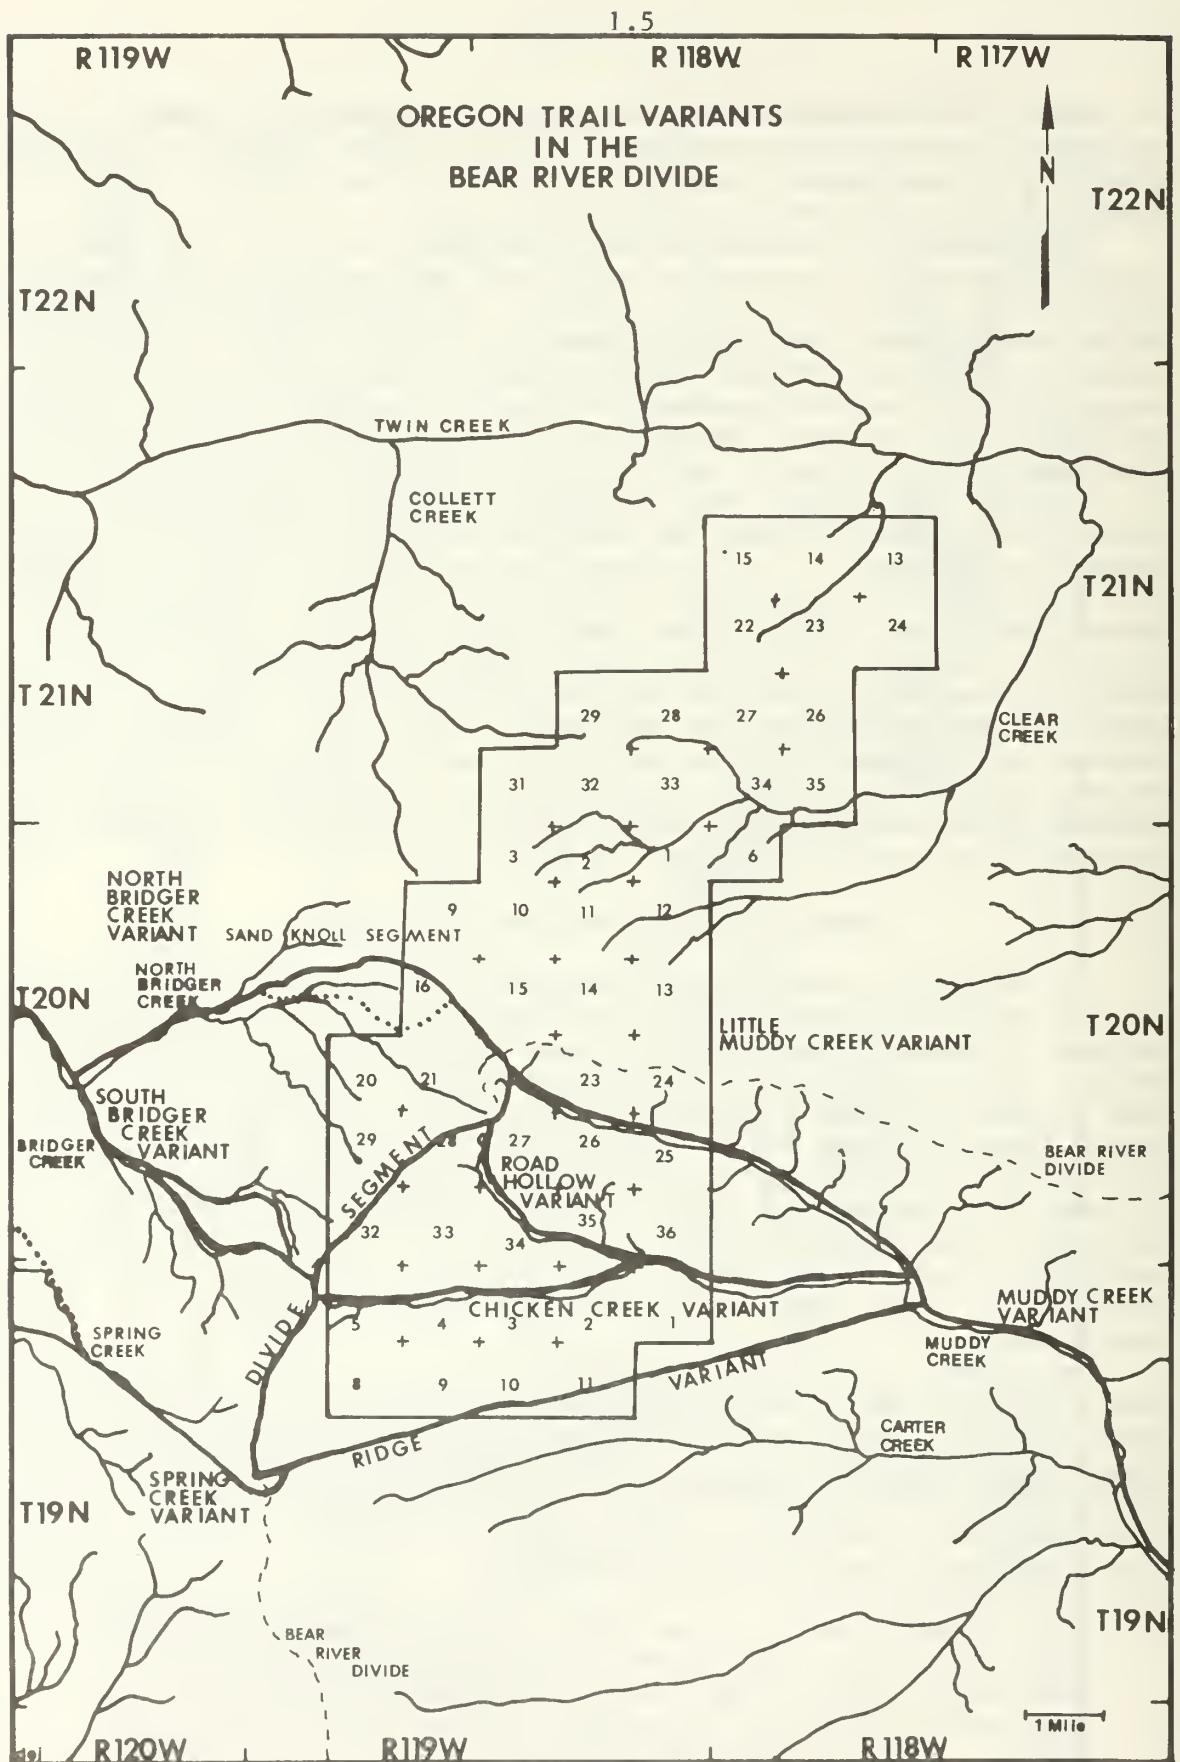 1.5
R119W
R118W.
R117W
OREGON TRAIL VARIANTS
IN THE
BEAR RIVER DIVIDE
N
T22N
T22N
TWIN CREEK
COLLETT
CREEK
15 14 13
T21N
22 23 24
T21N
29 28 27 26
CLEAR
CREEK
31 32 33 34 35
3 2 1 6
NORTH
BRIDGER
CREEK
VARIANT
9 10 11 12
SAND KNOLL SEGMENT
NORTH
BRIDGER
CREEK
16 15 14 13
T20N
T20N
LITTLE
MUDDY CREEK VARIANT
20 21 23 24
SOUTH
BRIDGER
CREEK
VARIANT
BRIDGER
CREEK
29 28 27 26 25
BEAR RIVER
DIVIDE
ROAD
HOLLOW
VARIANT
DIVIDE SEGMENT
32 33 34 35 36
CHICKEN CREEK VARIANT
MUDDY CREEK
VARIANT
5 4 3 2 1
SPRING
CREEK
MUDDY
CREEK
8 9 10 11
RIDGE VARIANT
CARTER
CREEK
SPRING
CREEK
VARIANT
T19N
T19N
BEAR
RIVER
DIVIDE
1 Mile
R120W
R119W
R118W